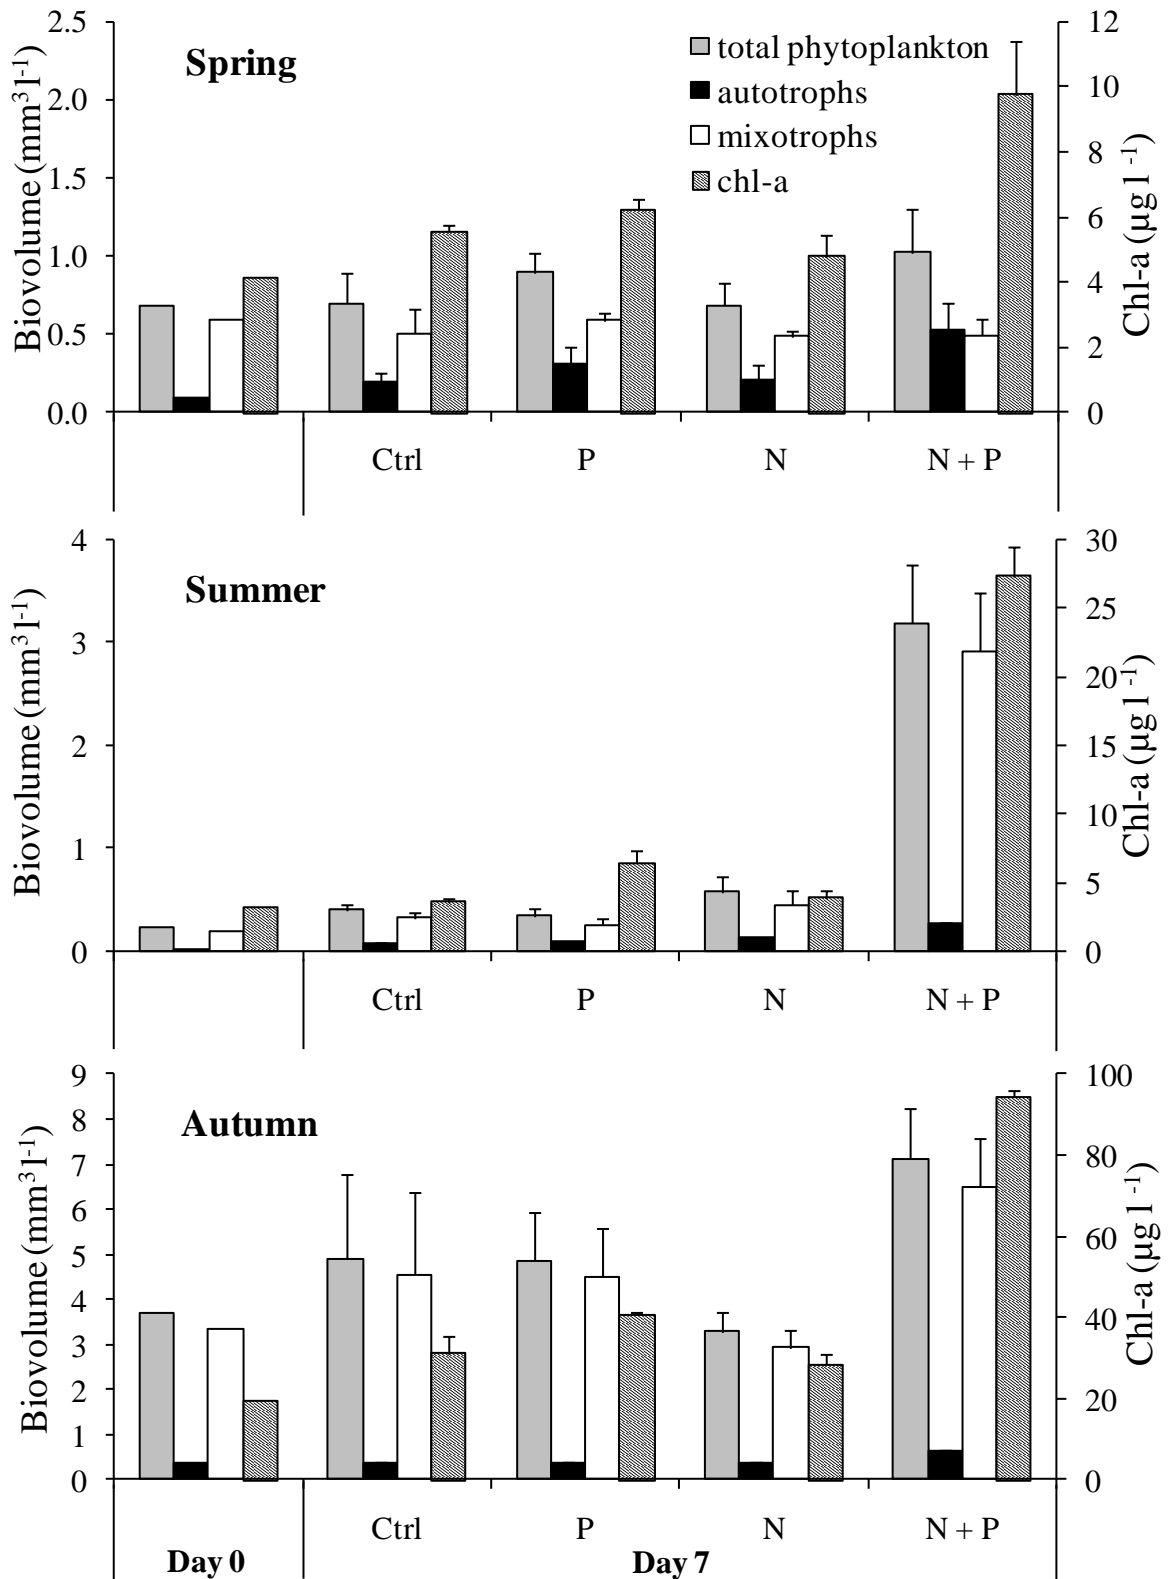 Spring
total phytoplankton
autotrophs
mixotrophs
chl-a
Biovolume (mm³ l⁻¹)
2.5
2.0
1.5
1.0
0.5
0.0
Chl-a (µg l ⁻¹)
12
10
8
6
4
2
0
Ctrl P N N + P
Summer
Biovolume (mm³ l⁻¹)
4
3
2
1
0
Chl-a (µg l ⁻¹)
30
25
20
15
10
5
0
Ctrl P N N + P
Autumn
Biovolume (mm³ l⁻¹)
9
8
7
6
5
4
3
2
1
0
Chl-a (µg l ⁻¹)
100
80
60
40
20
0
Ctrl P N N + P
Day 0 Day 7